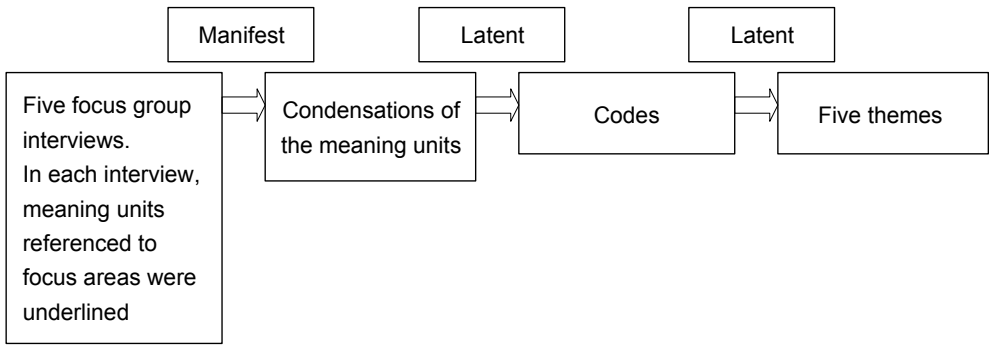 Manifest
Latent
Latent
Five focus group
interviews.
In each interview,
meaning units
referenced to
focus areas were
underlined
Condensations of
the meaning units
Codes
Five themes